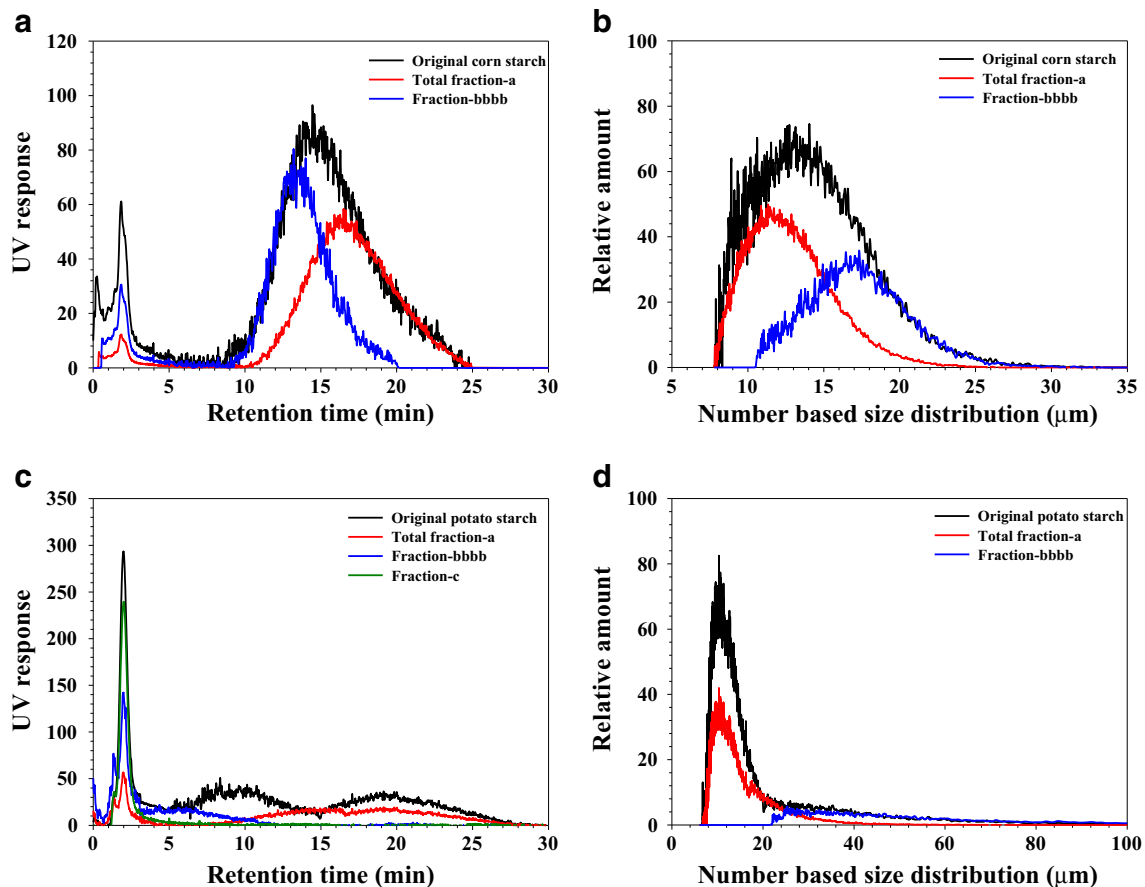 a
120
100
80
60
40
20
0
UV response
Original corn starch
Total fraction-a
Fraction-bbbb
0 5 10 15 20 25 30
Retention time (min)
b
100
80
60
40
20
0
Relative amount
Original corn starch
Total fraction-a
Fraction-bbbb
5 10 15 20 25 30 35
Number based size distribution (μm)
c
350
300
250
200
150
100
50
0
UV response
Original potato starch
Total fraction-a
Fraction-bbbb
Fraction-c
0 5 10 15 20 25 30
Retention time (min)
d
100
80
60
40
20
0
Relative amount
Original potato starch
Total fraction-a
Fraction-bbbb
0 20 40 60 80 100
Number based size distribution (μm)